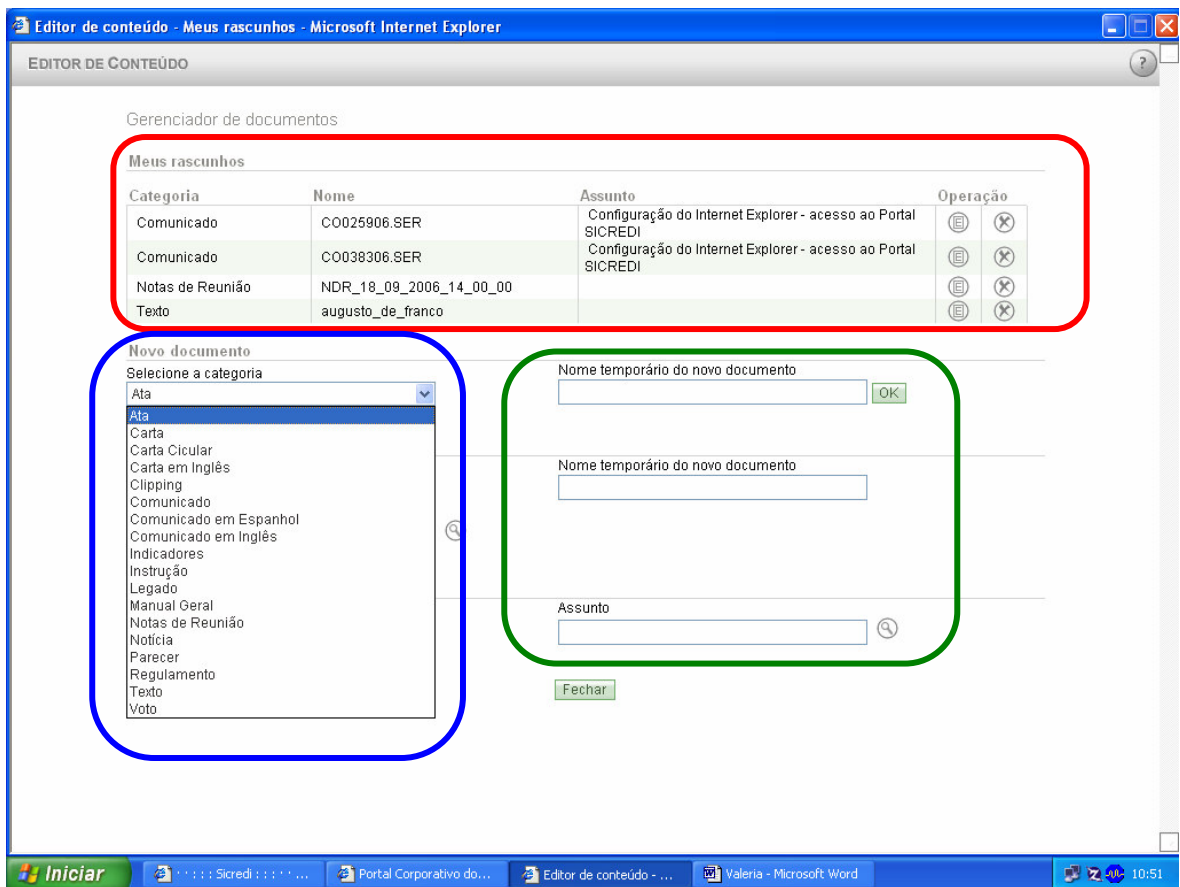 Editor de conteúdo - Meus rascunhos - Microsoft Internet Explorer
EDITOR DE CONTEÚDO
?
Gerenciador de documentos
Meus rascunhos
Categoria Nome Assunto Operação
Comunicado CO025906.SER Configuração do Internet Explorer - acesso ao Portal
SICREDI
E
Comunicado CO038306.SER Configuração do Internet Explorer - acesso ao Portal
SICREDI
E
Notas de Reunião NDR_18_09_2006_14_00_00 E
Texto augusto_de_franco E
Novo documento
Selecione a categoria
Ata
Ata
Carta
Carta Cicular
Carta em Inglês
Clipping
Comunicado
Comunicado em Espanhol
Comunicado em Inglês
Indicadores
Instrução
Legado
Manual Geral
Notas de Reunião
Notícia
Parecer
Regulamento
Texto
Voto
Nome temporário do novo documento
OK
Nome temporário do novo documento
Assunto
Fechar
Iniciar
: : : : Sicredi : : : : ...
Portal Corporativo do...
Editor de conteúdo - ...
Valeria - Microsoft Word
10:51